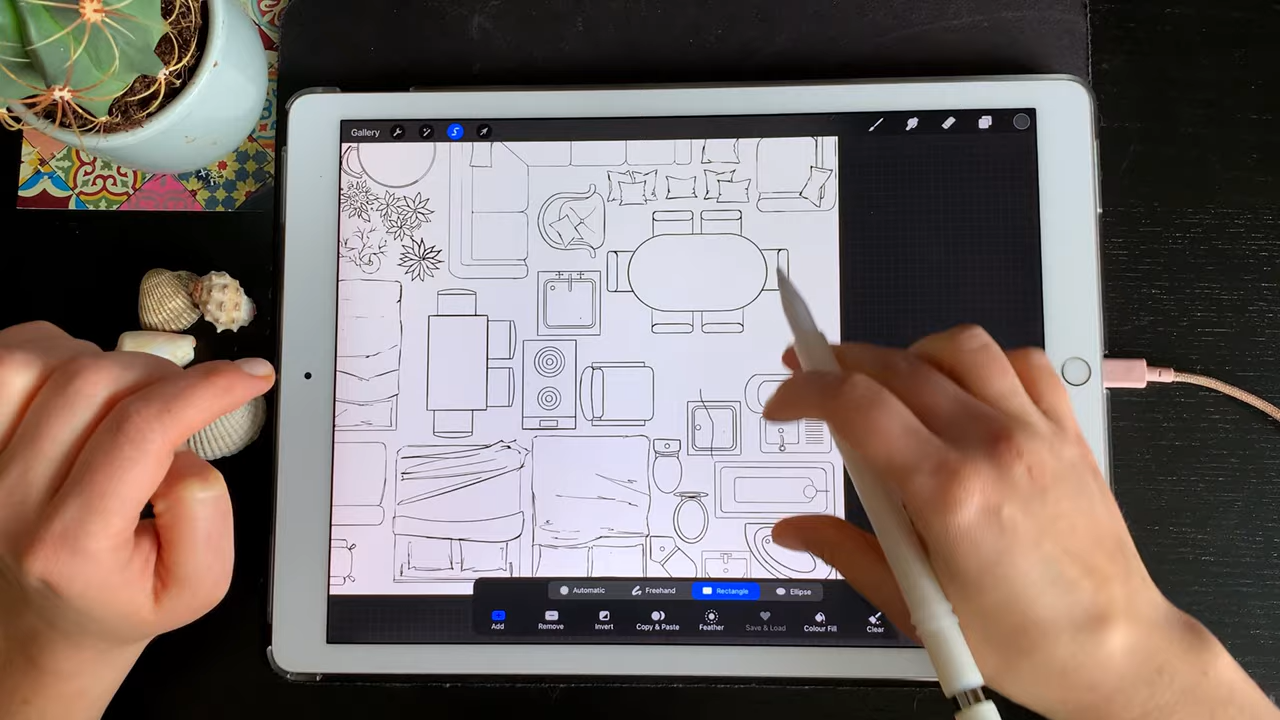 Gallery
Automatic Freehand Rectangle Ellipse
Add Remove Invert Copy & Paste Feather Save & Load Colour Fill Clear